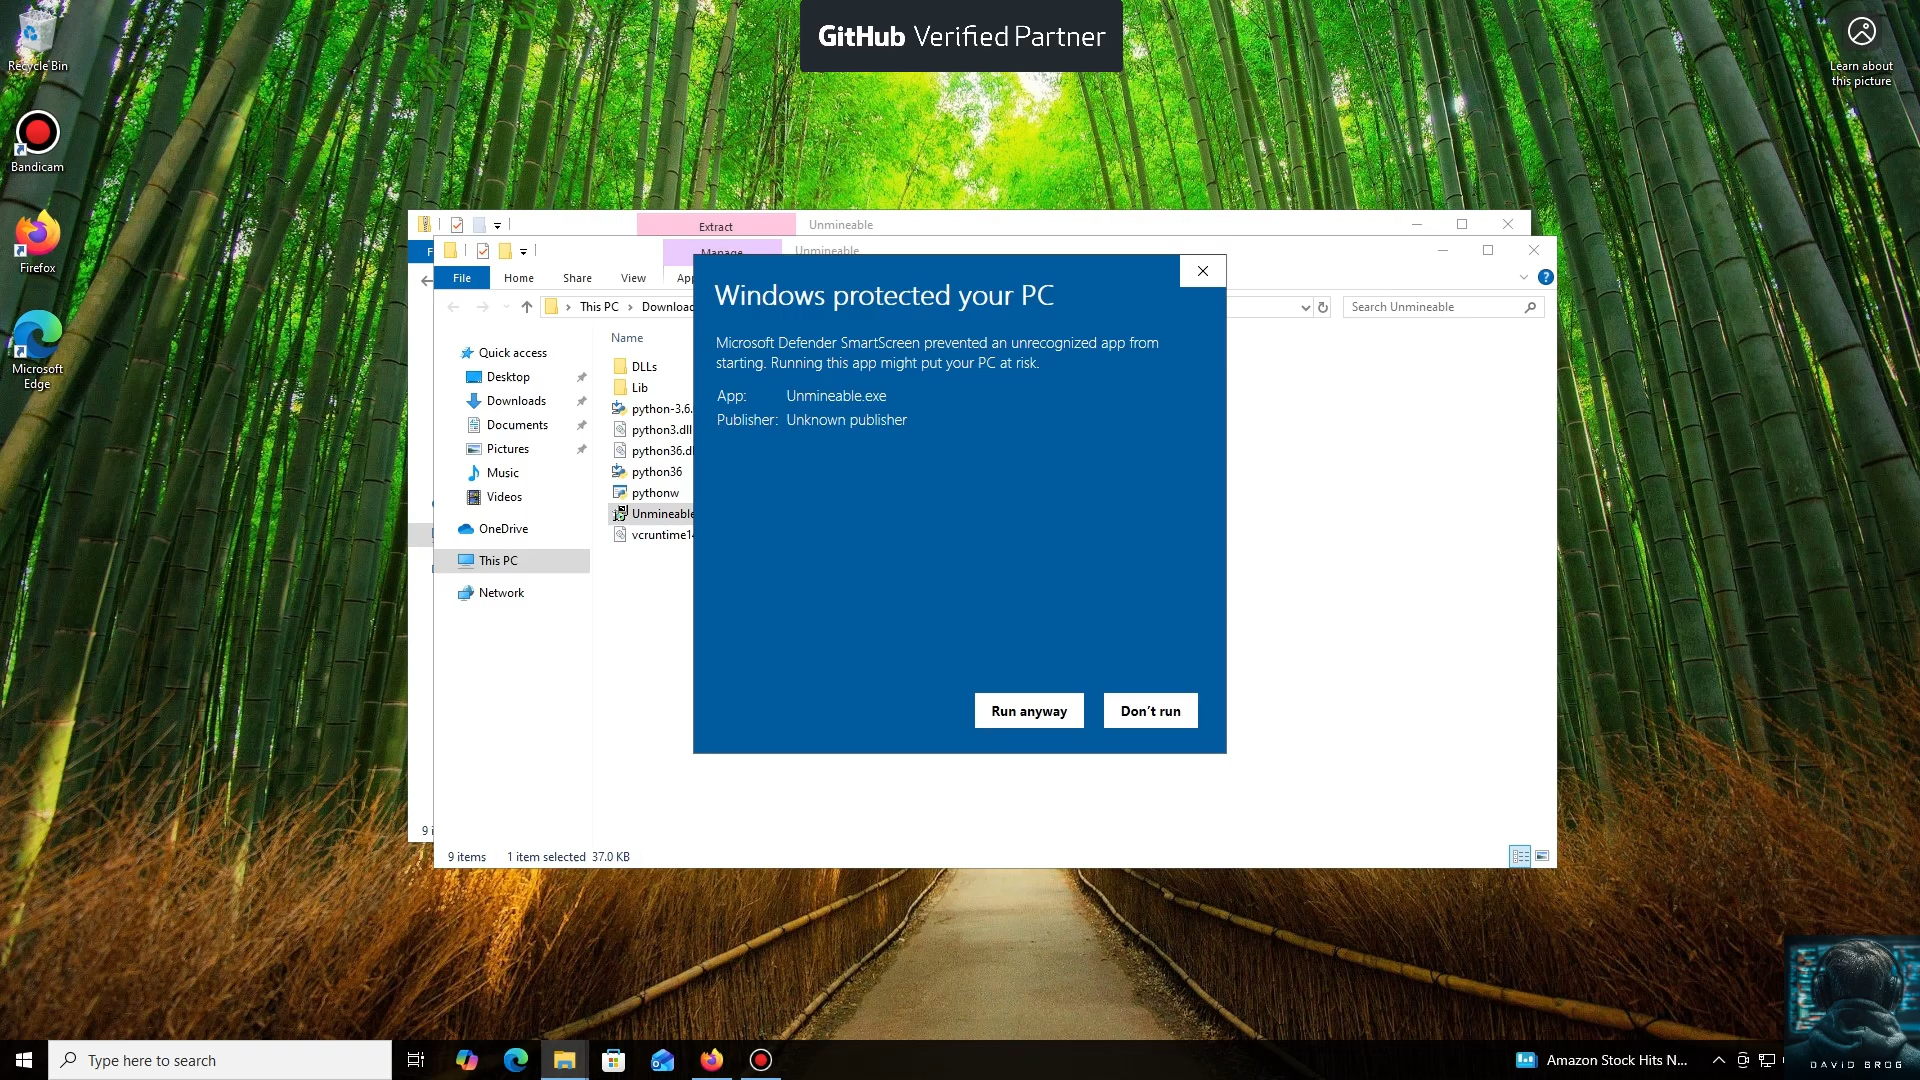 GitHub Verified Partner
Recycle Bin
Learn about
this picture
Bandicam
Firefox
Microsoft
Edge
Extract
Unmineable
Manage
Unmineable
File
Home
Share
View
This PC
Search Unmineable
Name
Quick access
Desktop
Downloads
Documents
Pictures
Music
Videos
OneDrive
This PC
Network
DLLs
Lib
python-3.6.
python3.dll
python36.dl
python36
pythonw
Unmineable
Windows protected your PC
Microsoft Defender SmartScreen prevented an unrecognized app from
starting. Running this app might put your PC at risk.
App: Unmineable.exe
Publisher: Unknown publisher
Run anyway
Don't run
9 items
1 item selected 37.0 KB
Type here to search
Amazon Stock Hits N...
DAVID BROG